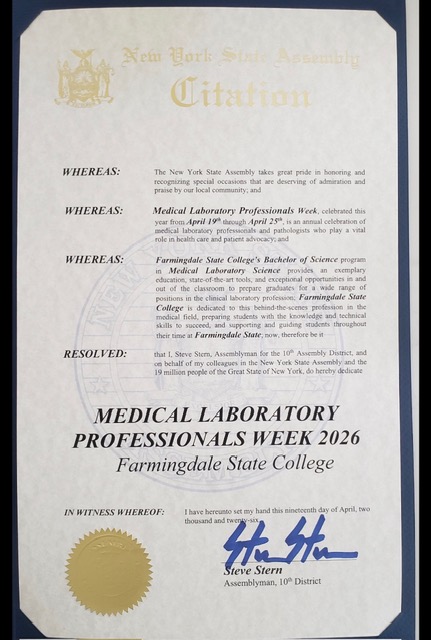 New York State Assembly
Citation
WHEREAS:
The New York State Assembly takes great pride in honoring and
recognizing special occasions that are deserving of admiration and
praise by our local community; and
WHEREAS:
Medical Laboratory Professionals Week, celebrated this
year from April 19th through April 25th, is an annual celebration of
medical laboratory professionals and pathologists who play a vital
role in health care and patient advocacy; and
WHEREAS:
Farmingdale State College's Bachelor of Science program
in Medical Laboratory Science provides an exemplary
education, state-of-the-art tools, and exceptional opportunities in and
out of the classroom to prepare graduates for a wide range of
positions in the clinical laboratory profession; Farmingdale State
College is dedicated to this behind-the-scenes profession in the
medical field, preparing students with the knowledge and technical
skills to succeed, and supporting and guiding students throughout
their time at Farmingdale State, now, therefore be it
RESOLVED:
that I, Steve Stern, Assemblyman for the 10th Assembly District, and
on behalf of my colleagues in the New York State Assembly and the
19 million people of the Great State of New York, do hereby dedicate
MEDICAL LABORATORY
PROFESSIONALS WEEK 2026
Farmingdale State College
IN WITNESS WHEREOF:
I have hereunto set my hand this nineteenth day of April, two
thousand and twenty-six.
Steve Stern
Assemblyman, 10th District